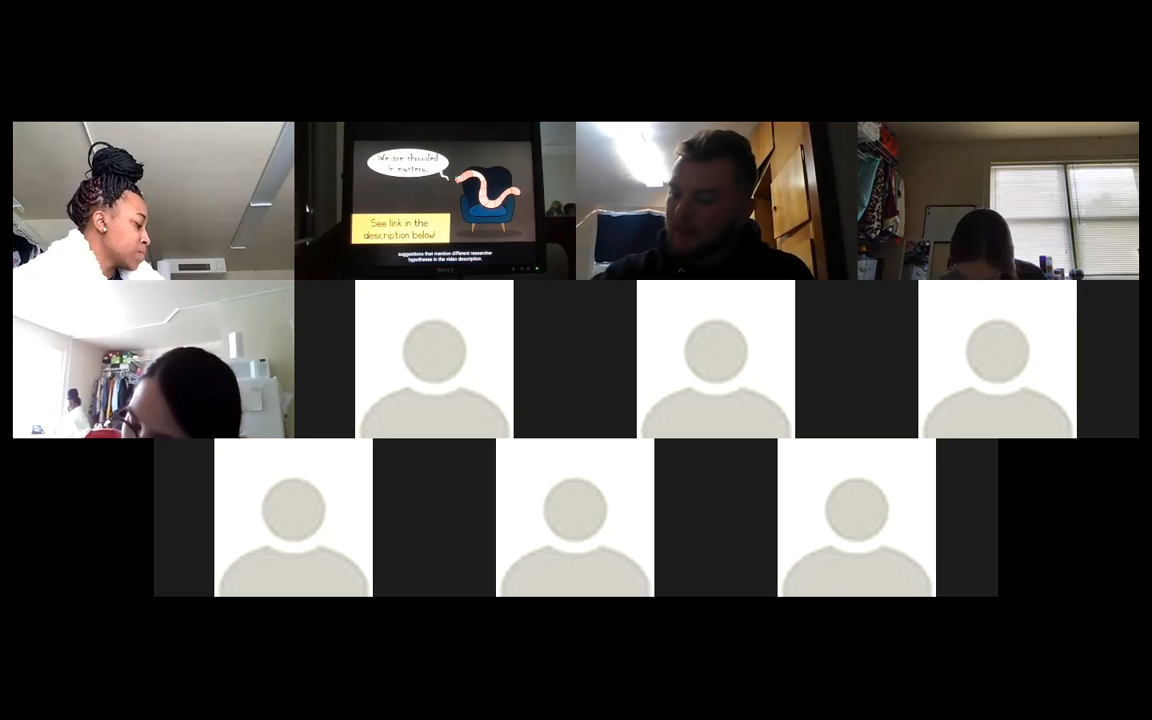 We are shrouded
in mystery.
See link in the
description below!
suggestions that mention different researcher
hypotheses in the video description.